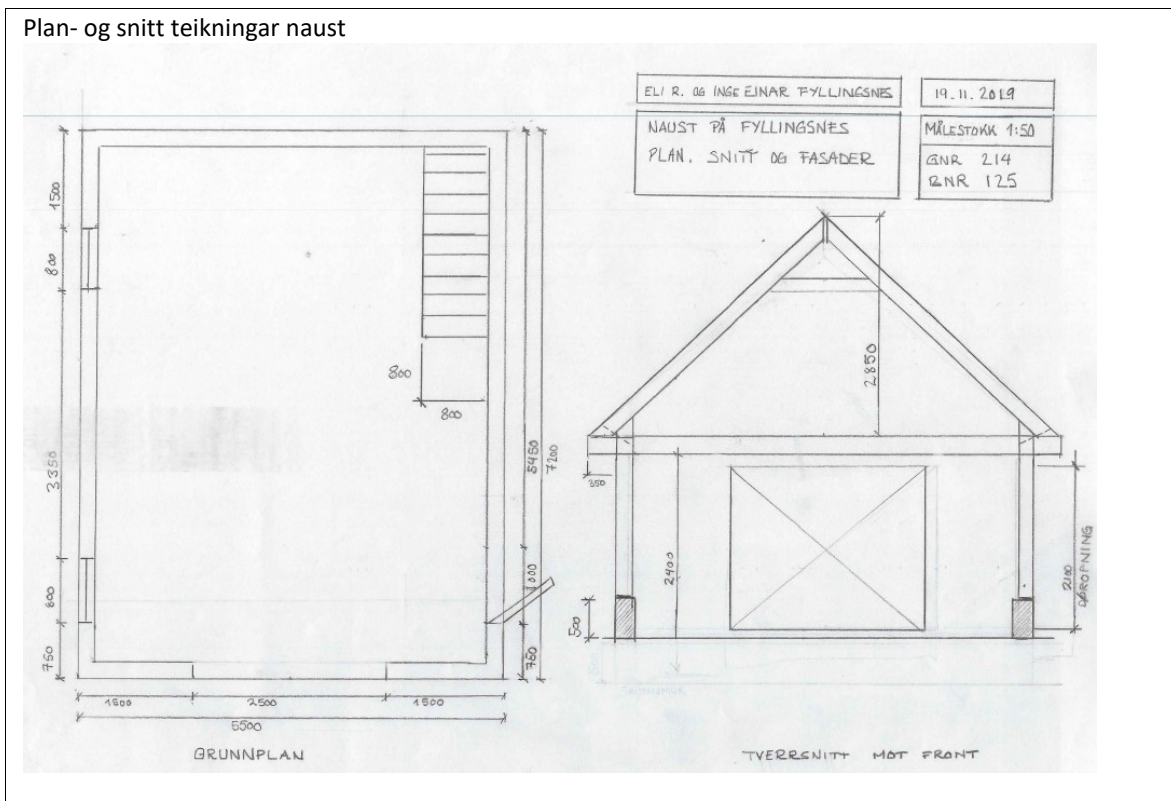 Plan- og snitt teikningar naust
ELI R. OG INGE EINAR FYLLINGSNES
19.11.2019
NAUST PÅ FYLLINGSNES
PLAN, SNITT OG FASADER
MÅLESTOKK 1:50
GNR 214
BNR 125
1500
800
3350
800
750
800
800
5450
7200
1000
750
1500
2500
1500
5500
GRUNNPLAN
2850
350
2400
500
2100
DØROPNING
TVERRSNITT MOT FRONT